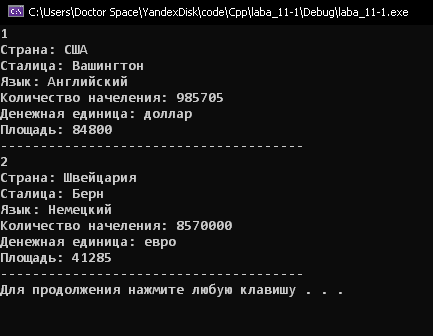 C:\Users\Doctor Space\YandexDisk\code\Cpp\laba_11-1\Debug\laba_11-1.exe
1
Страна: США
Сталица: Вашингтон
Язык: Английский
Количество начеления: 985705
Денежная единица: доллар
Площадь: 84800
--------------------------------------
2
Страна: Швейцария
Сталица: Берн
Язык: Немецкий
Количество начеления: 8570000
Денежная единица: евро
Площадь: 41285
--------------------------------------
Для продолжения нажмите любую клавишу . . .